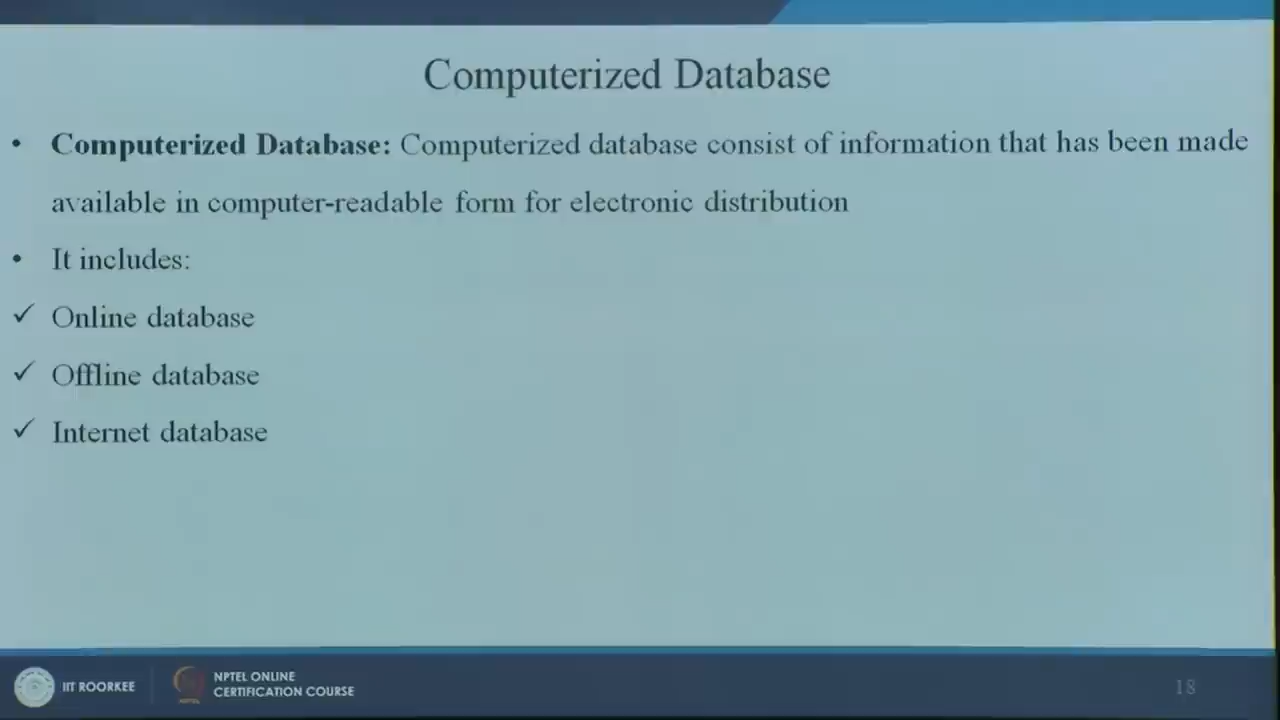 Computerized Database
• Computerized Database: Computerized database consist of information that has been made
available in computer-readable form for electronic distribution
• It includes:
✓ Online database
✓ Offline database
✓ Internet database
IIT ROORKEE
NPTEL ONLINE
CERTIFICATION COURSE
18